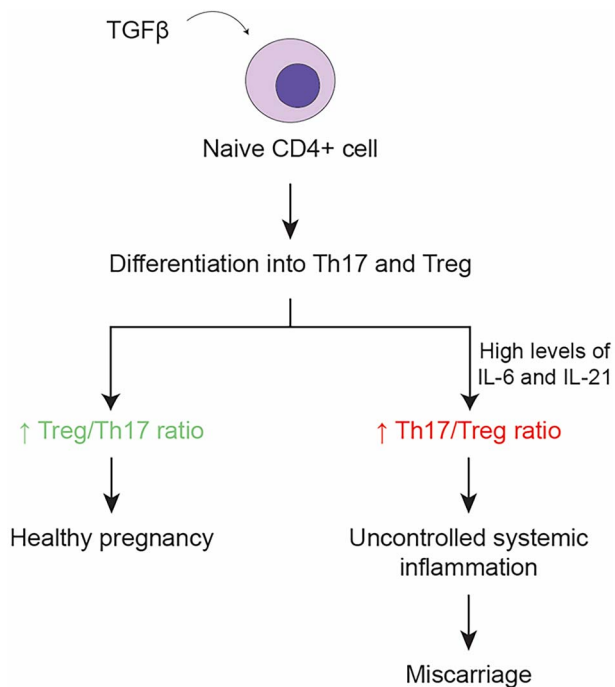 TGFβ
Naive CD4+ cell
Differentiation into Th17 and Treg
High levels of
IL-6 and IL-21
↑ Treg/Th17 ratio
↑ Th17/Treg ratio
Healthy pregnancy
Uncontrolled systemic
inflammation
Miscarriage